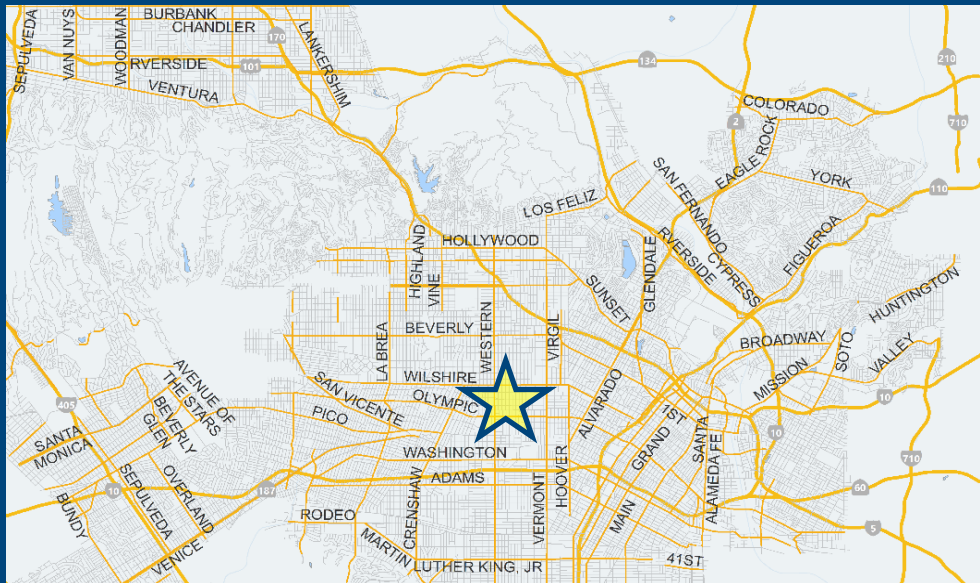 BURBANK
CHANDLER
SEPULVEDA
VAN NUYS
WOODMAN
170
LANKERSHIM
RVERSIDE
101
134
210
VENTURA
COLORADO
2
710
EAGLE ROCK
SAN FERNANDO
YORK
110
LOS FELIZ
HOLLYWOOD
HIGHLAND
VINE
GLENDALE
RVERSIDE
CYPRESS
FIGUEROA
SUNSET
HUNTINGTON
LA BREA
BEVERLY
WESTERN
VIRGIL
BROADWAY
SOTO
VALLEY
MISSION
AVENUE OF
THE STARS
WILSHIRE
SAN VICENTE
OLYMPIC
ALVARADO
10
405
BEVERLY
GLEN
PICO
1ST
SANTA
MONICA
GRAND
SANTA FE
ALAMEDA
10
WASHINGTON
HOOVER
710
ADAMS
SEPULVEDA
OVERLAND
10
187
60
BUNDY
CRENSHAW
VERMONT
MAIN
RODEO
5
VENICE
MARTIN
LUTHER KING, JR
41ST